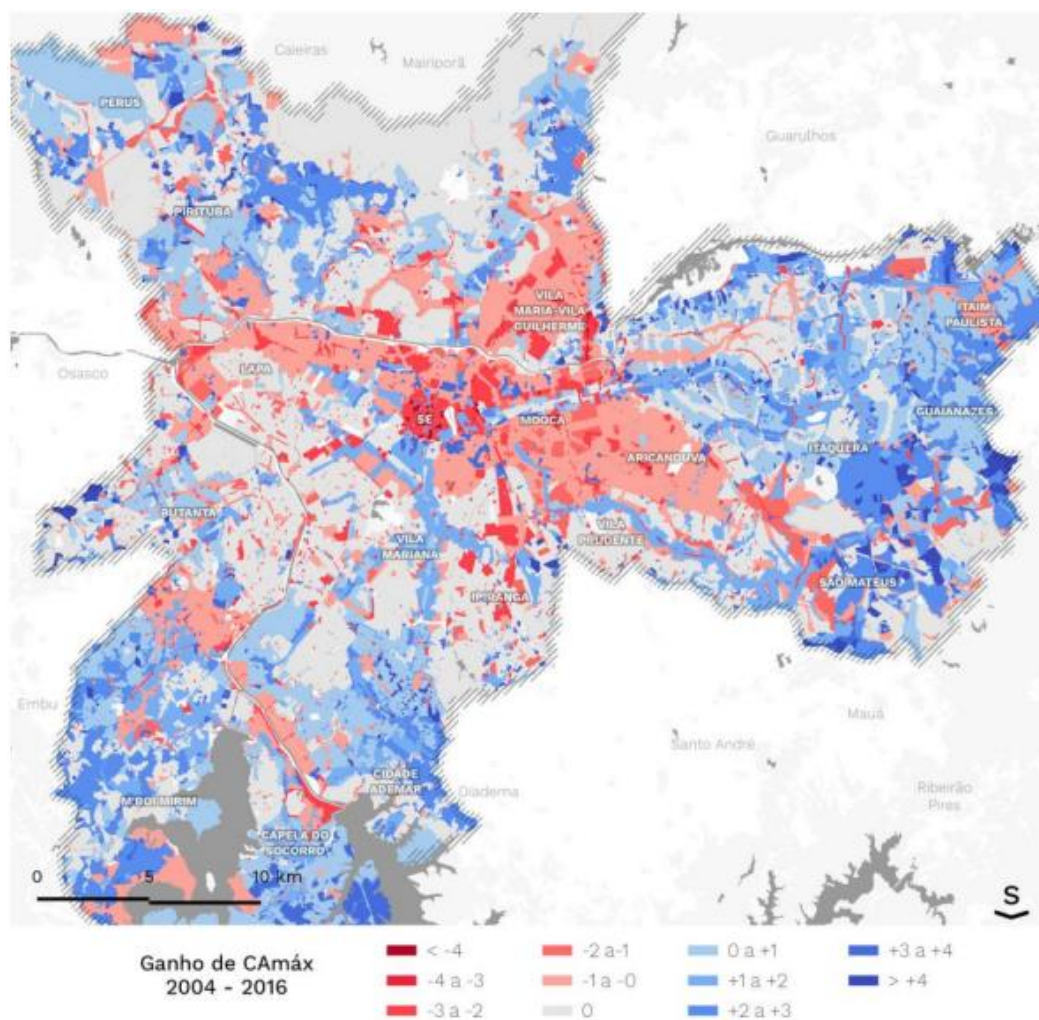 Caieiras
Mairiporã
PERUS
Guarulhos
PIRITUBA
VILA
MARIA-VILA
GUILHERME
ITAIM
PAULISTA
Osasco
LAPA
SE
MOOCA
GUAIANAZES
ITAQUERA
ARICANDUVA
BUTANTA
VILA
MARIANA
VILA
PRUDENTE
SAO MATEUS
IPIRANGA
Embu
Mauá
Santo André
CIDADE
ADEMAR
Diadema
Ribeirão
Pires
M'BOI MIRIM
CAPELA DO
SOCORRO
0 5 10 km
S
Ganho de CAmáx
2004 - 2016
< -4
-4 a -3
-3 a -2
-2 a -1
-1 a -0
0
0 a +1
+1 a +2
+2 a +3
+3 a +4
> +4